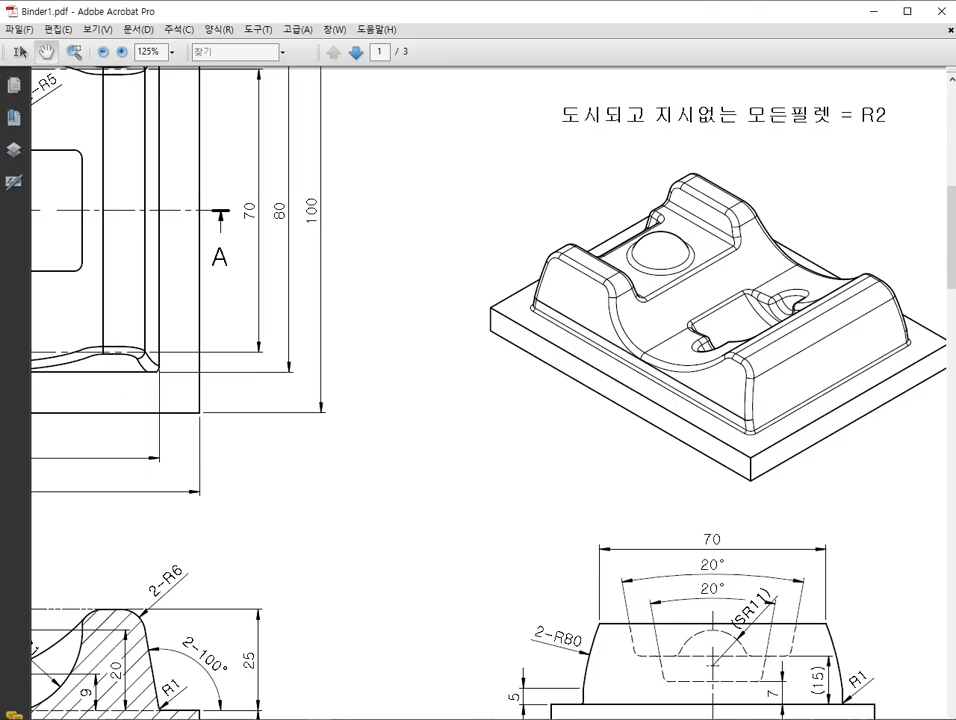 Binder1.pdf - Adobe Acrobat Pro
파일(F) 편집(E) 보기(V) 문서(D) 주석(C) 양식(R) 도구(T) 고급(A) 창(W) 도움말(H)
125% 찾기 1 / 3
-R5
도시되고 지시없는 모든필렛 = R2
70
80
100
A
70
20°
20°
(SR11)
2-R80
(15)
R1
7
5
2-R6
2-100°
25
20
9
R1